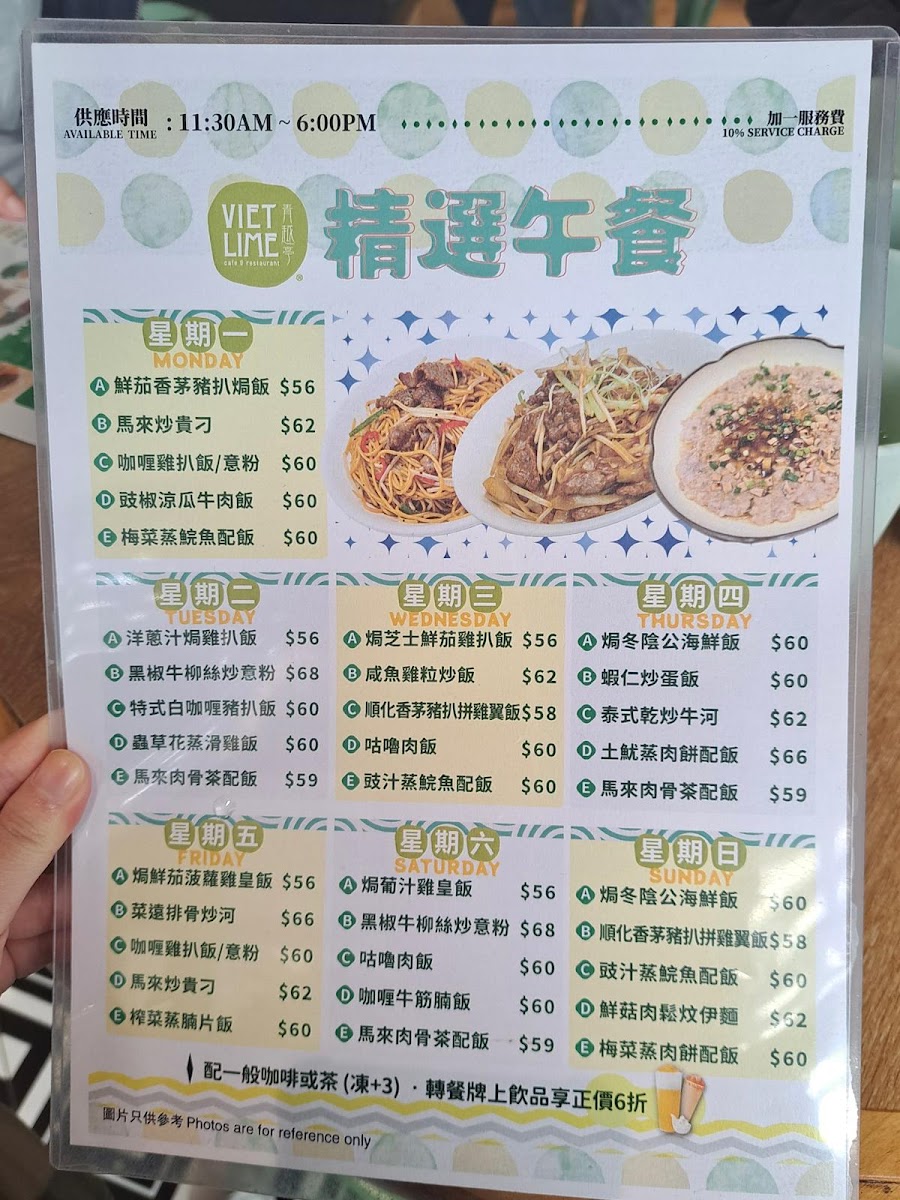 供應時間
AVAILABLE TIME : 11:30AM ~ 6:00PM
加一服務費
10% SERVICE CHARGE
VIET LIME
cafe & restaurant
青越亭
®
精選午餐
星期一
MONDAY
A 鮮茄香茅豬扒焗飯 $56
B 馬來炒貴刁 $62
C 咖喱雞扒飯/意粉 $60
D 豉椒涼瓜牛肉飯 $60
E 梅菜蒸鯇魚配飯 $60
星期二
TUESDAY
A 洋蔥汁焗雞扒飯 $56
B 黑椒牛柳絲炒意粉 $68
C 特式白咖喱豬扒飯 $60
D 蟲草花蒸滑雞飯 $60
E 馬來肉骨茶配飯 $59
星期三
WEDNESDAY
A 焗芝士鮮茄雞扒飯 $56
B 咸魚雞粒炒飯 $62
C 順化香茅豬扒拼雞翼飯 $58
D 咕嚕肉飯 $60
E 豉汁蒸鯇魚配飯 $60
星期四
THURSDAY
A 焗冬陰公海鮮飯 $60
B 蝦仁炒蛋飯 $60
C 泰式乾炒牛河 $62
D 土魷蒸肉餅配飯 $66
E 馬來肉骨茶配飯 $59
星期五
FRIDAY
A 焗鮮茄菠蘿雞皇飯 $56
B 菜遠排骨炒河 $66
C 咖喱雞扒飯/意粉 $60
D 馬來炒貴刁 $62
E 榨菜蒸腩片飯 $60
星期六
SATURDAY
A 焗葡汁雞皇飯 $56
B 黑椒牛柳絲炒意粉 $68
C 咕嚕肉飯 $60
D 咖喱牛筋腩飯 $60
E 馬來肉骨茶配飯 $59
星期日
SUNDAY
A 焗冬陰公海鮮飯 $60
B 順化香茅豬扒拼雞翼飯 $58
C 豉汁蒸鯇魚配飯 $60
D 鮮菇肉鬆炆伊麵 $62
E 梅菜蒸肉餅配飯 $60
配一般咖啡或茶 (凍+3) · 轉餐牌上飲品享正價6折
圖片只供參考 Photos are for reference only